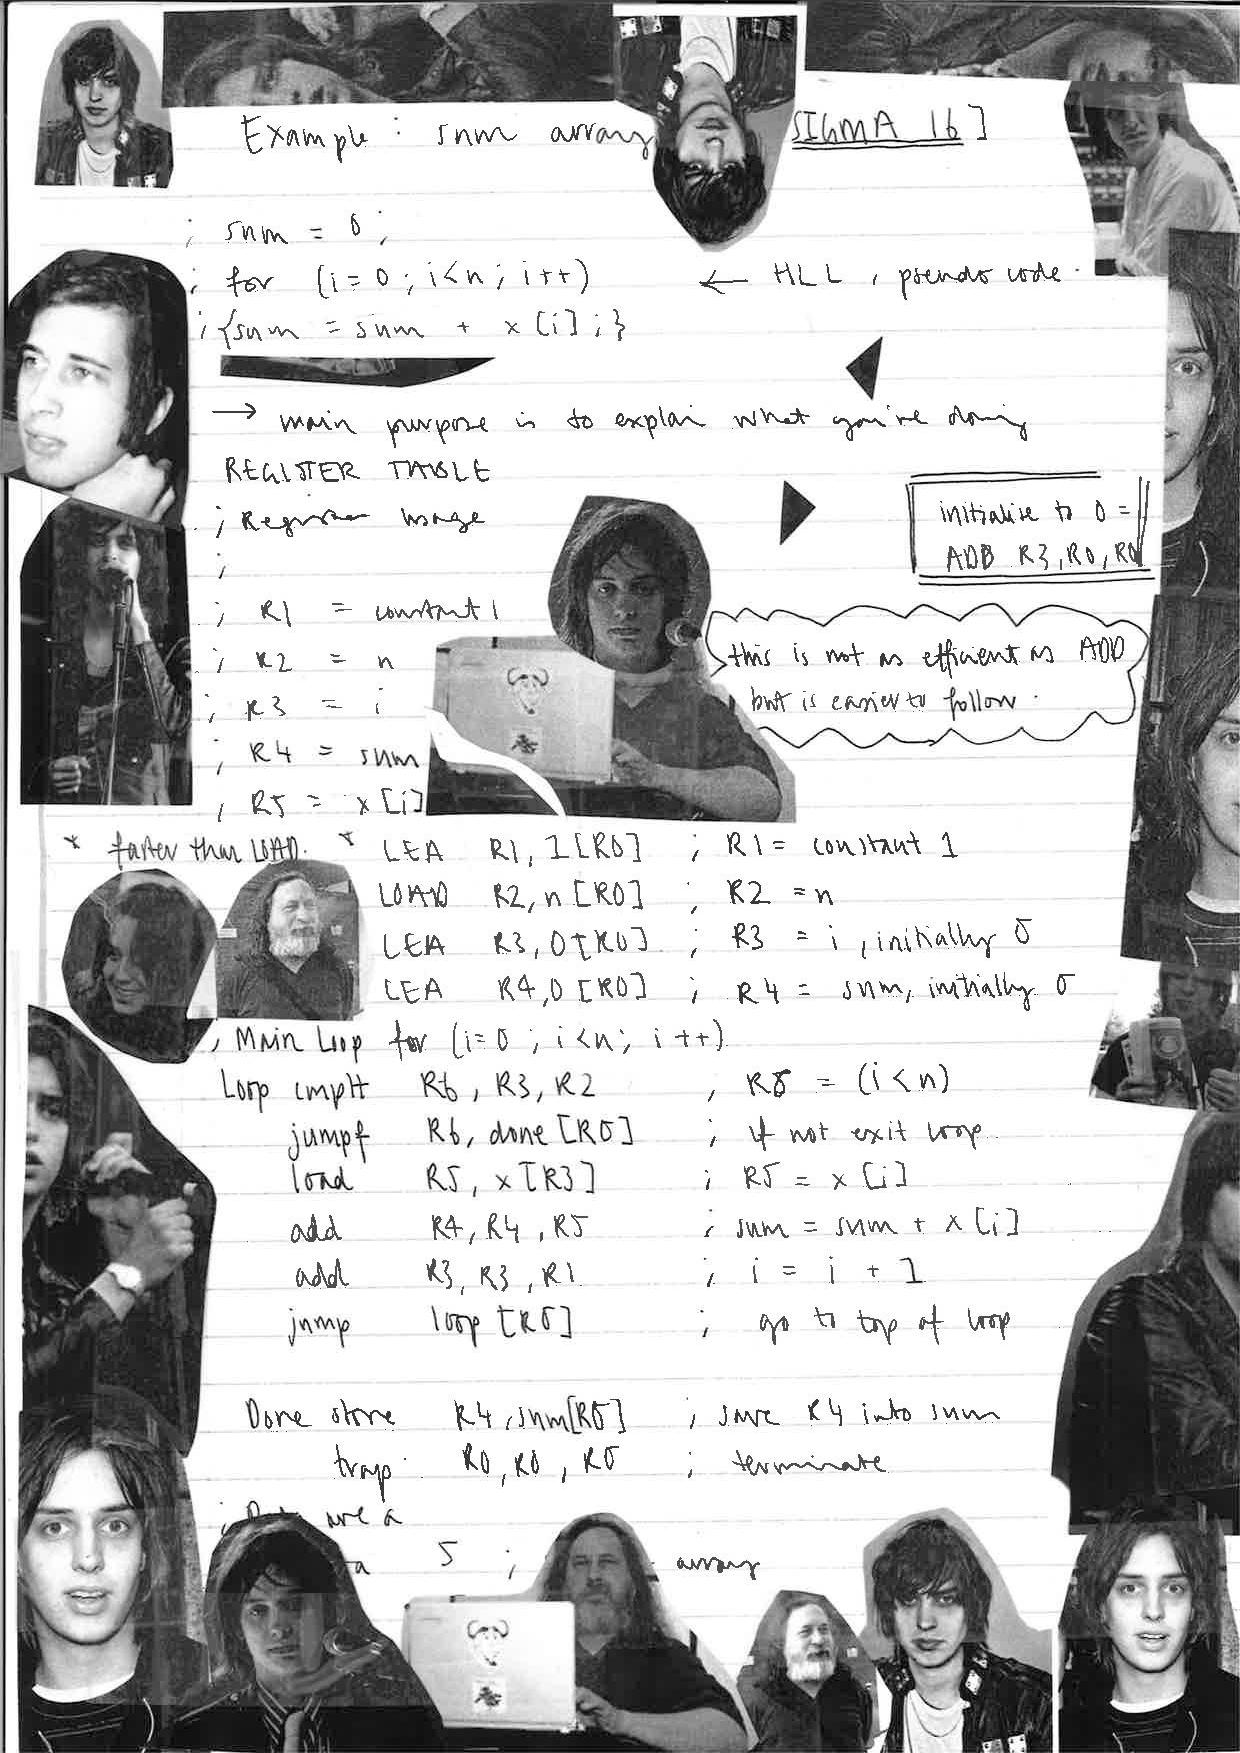 Example : sum array SIGMA 16 ]
; sum = 0 ;
; for (i=0 ; i<n ; i++) ← HLL , pseudo code.
; {sum = sum + x [i] ; }
→ main purpose is to explain what you're doing
REGISTER TABLE
; Register usage
;
initialise to 0 =
ADD R3, R0, R0
; R1 = constant 1
; R2 = n
; R3 = i
; R4 = sum
; R5 = x [i]
this is not as efficient as ADD
but is easier to follow.
* faster than LOAD. * LEA R1, 1[R0] ; R1 = constant 1
LOAD R2, n [R0] ; R2 = n
LEA R3, 0[R0] ; R3 = i , initially 0
LEA R4, 0 [R0] ; R4 = sum, initially 0
; Main Loop for (i=0 ; i<n ; i ++)
Loop cmplt R6, R3, R2 ; = (i<n)
jumpf R6, done [R0] ; if not exit loop
load R5, x [R3] ; R5 = x [i]
add R4, R4, R5 ; sum = sum + x [i]
add R3, R3, R1 ; i = i + 1
jump loop [R0] ; go to top of loop
Done store R4, sum[R0] ; save R4 into sum
trap R0, R0, R0 ; terminate
;
5 ; array